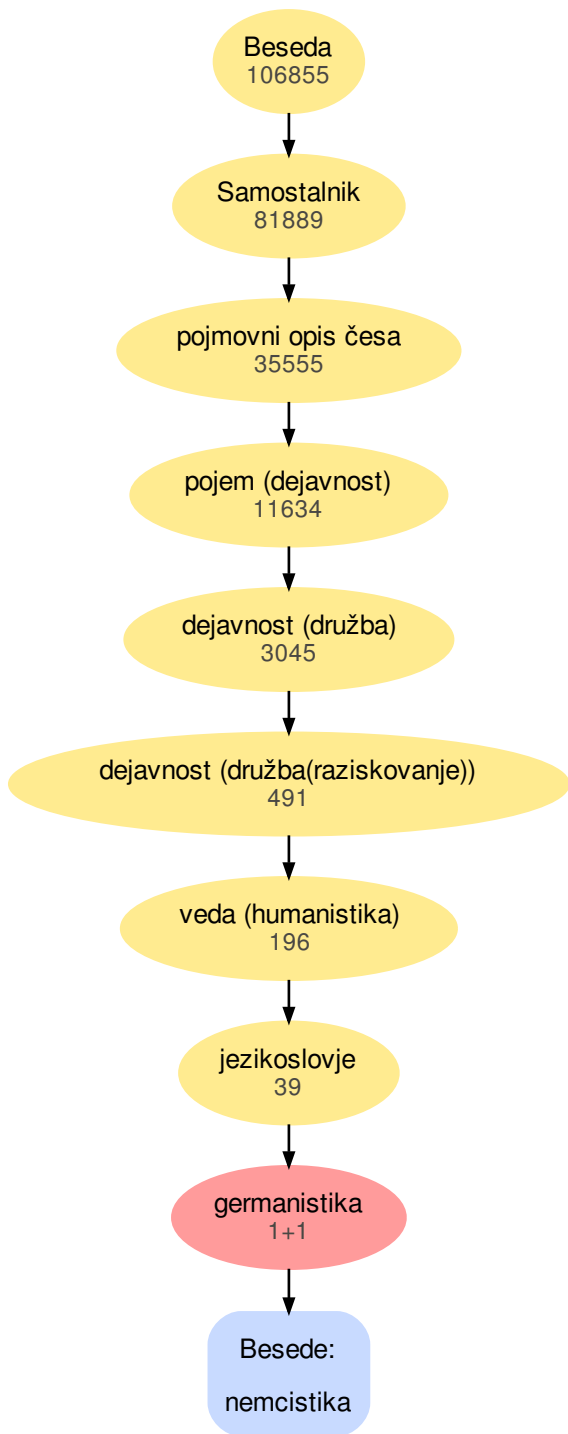 Beseda
106855
Samostalnik
81889
pojmovni opis česa
35555
pojem (dejavnost)
11634
dejavnost (družba)
3045
dejavnost (družba(raziskovanje))
491
veda (humanistika)
196
jezikoslovje
39
germanistika
1+1
Besede:
nemcistika